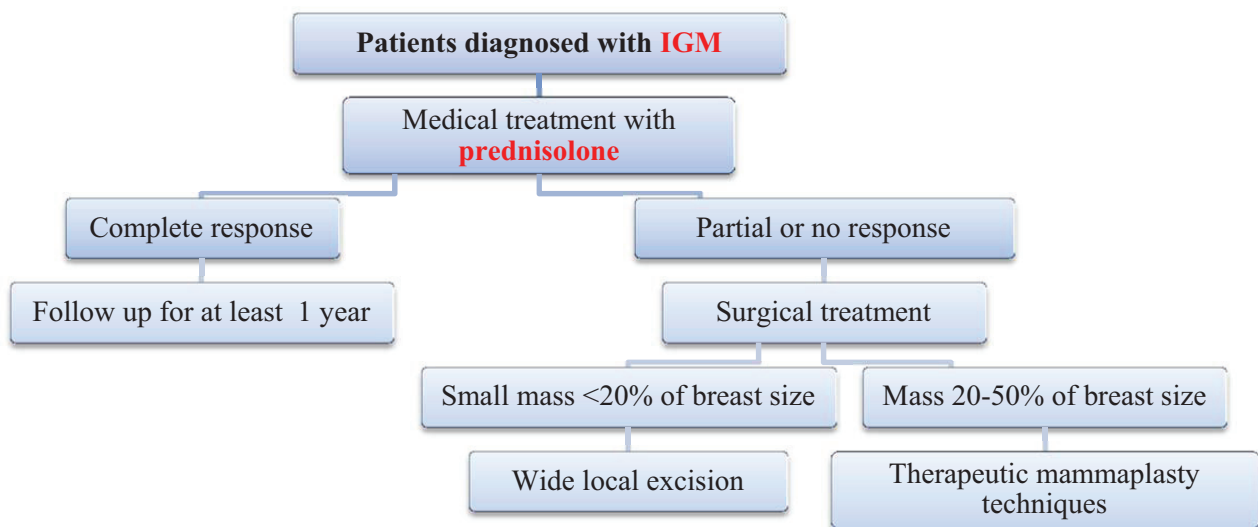 Patients diagnosed with IGM
Medical treatment with
prednisolone
Complete response
Partial or no response
Follow up for at least 1 year
Surgical treatment
Small mass <20% of breast size
Mass 20-50% of breast size
Wide local excision
Therapeutic mammaplasty
techniques